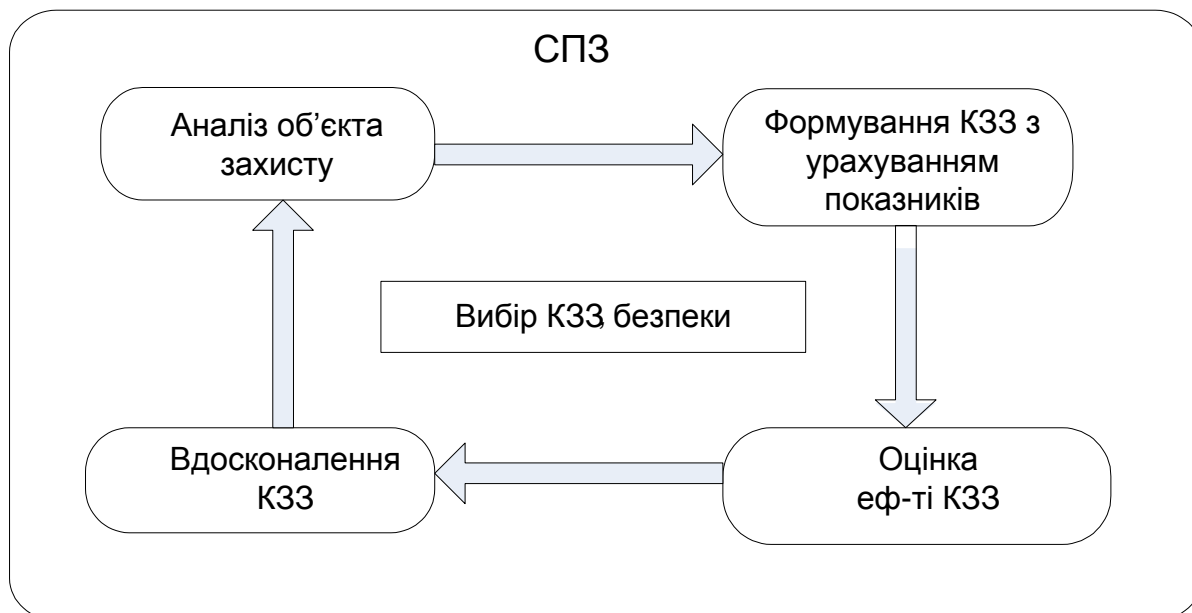 СПЗ
Аналіз об’єкта
захисту
Формування КЗЗ з
урахуванням
показників
Вибір КЗЗ, безпеки
Вдосконалення
КЗЗ
Оцінка
еф-ті КЗЗ